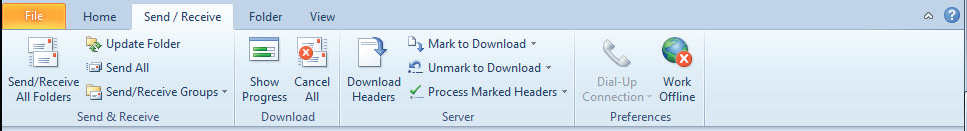 File Home Send / Receive Folder View
Send/Receive All Folders
Update Folder
Send All
Send/Receive Groups
Send & Receive
Show Progress
Cancel All
Download
Download Headers
Mark to Download
Unmark to Download
Process Marked Headers
Server
Dial-Up Connection
Work Offline
Preferences